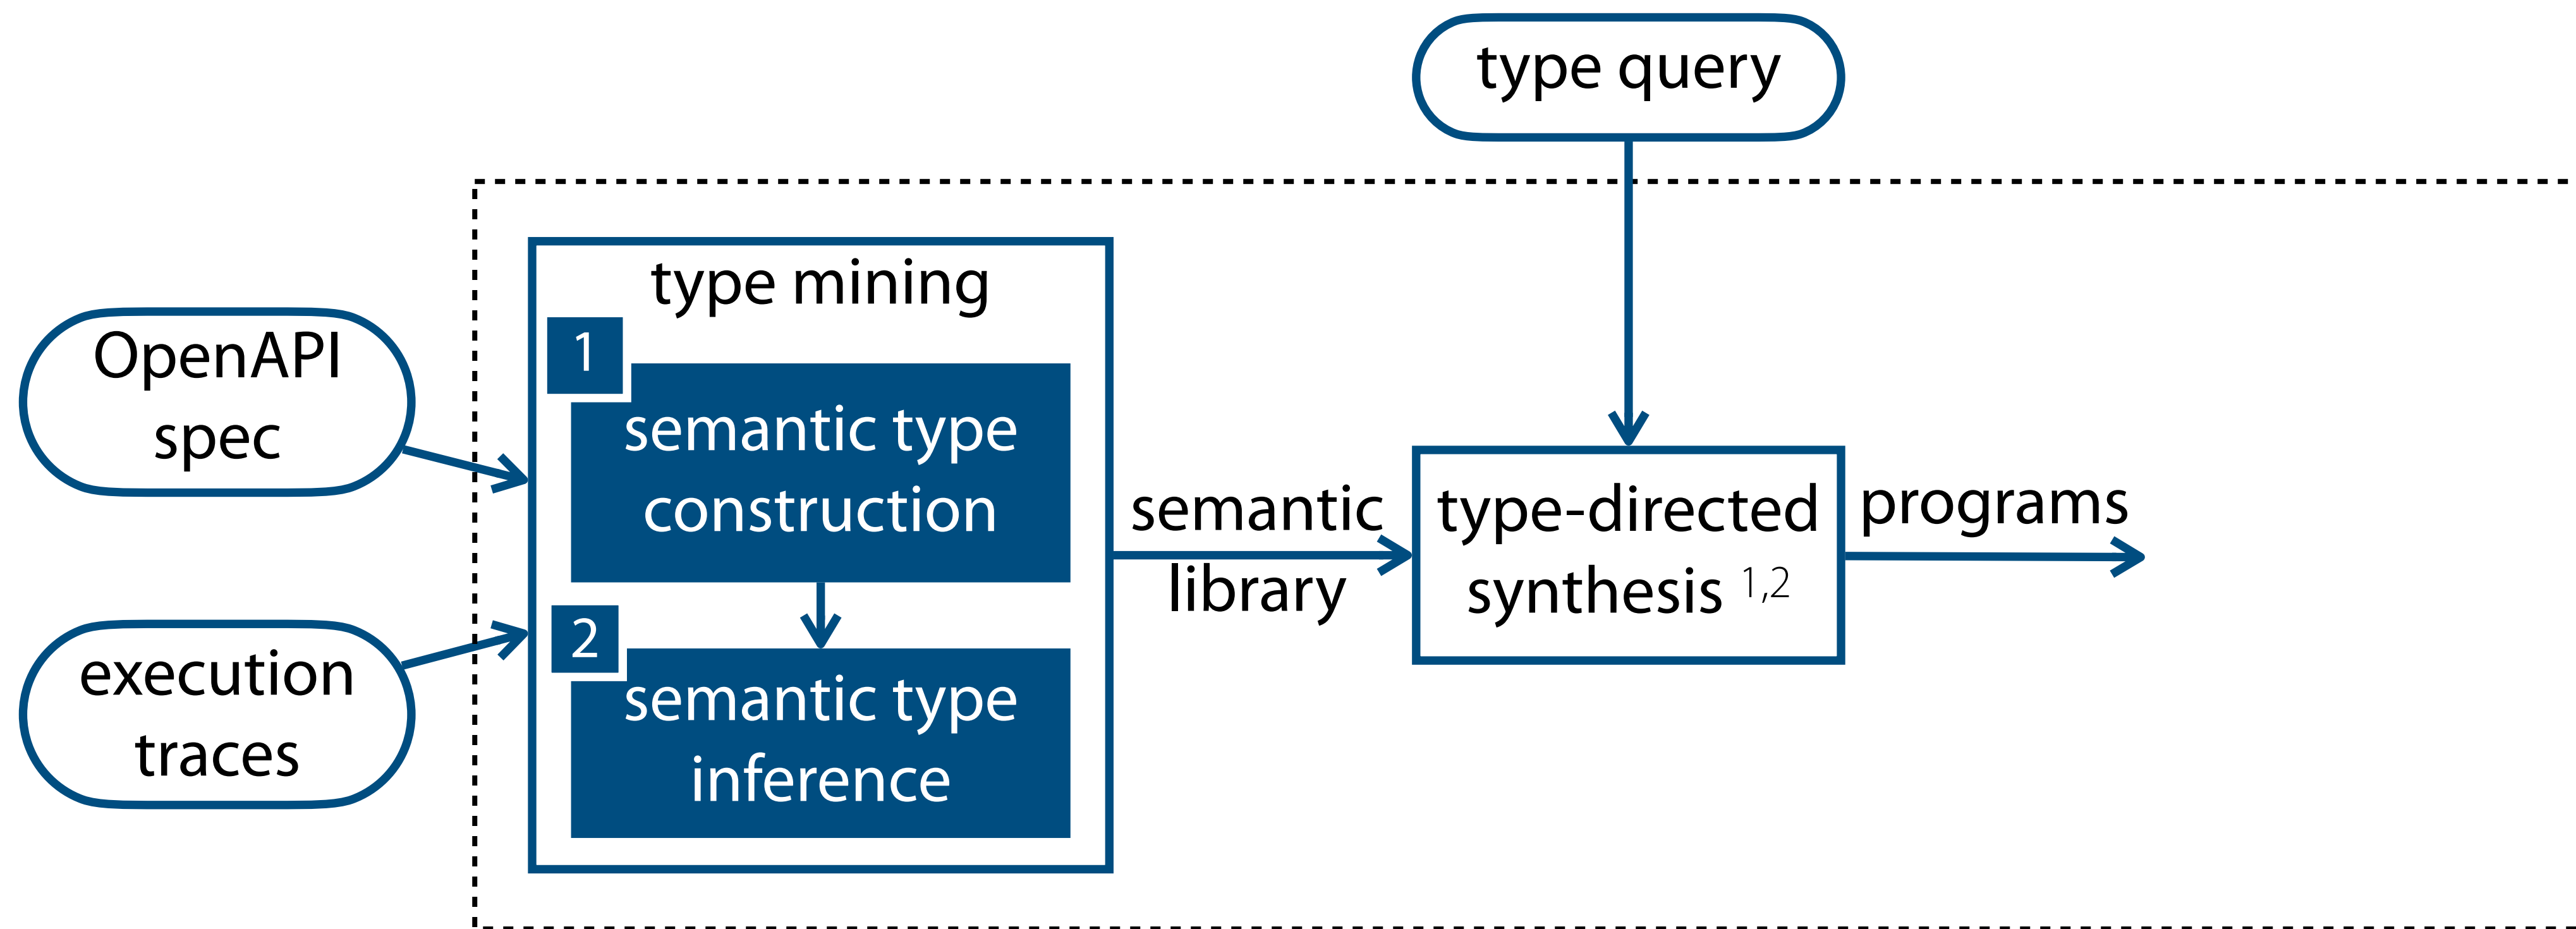 type query
OpenAPI
spec
execution
traces
type mining
1
semantic type
construction
2
semantic type
inference
semantic
library
type-directed
synthesis 1,2
programs